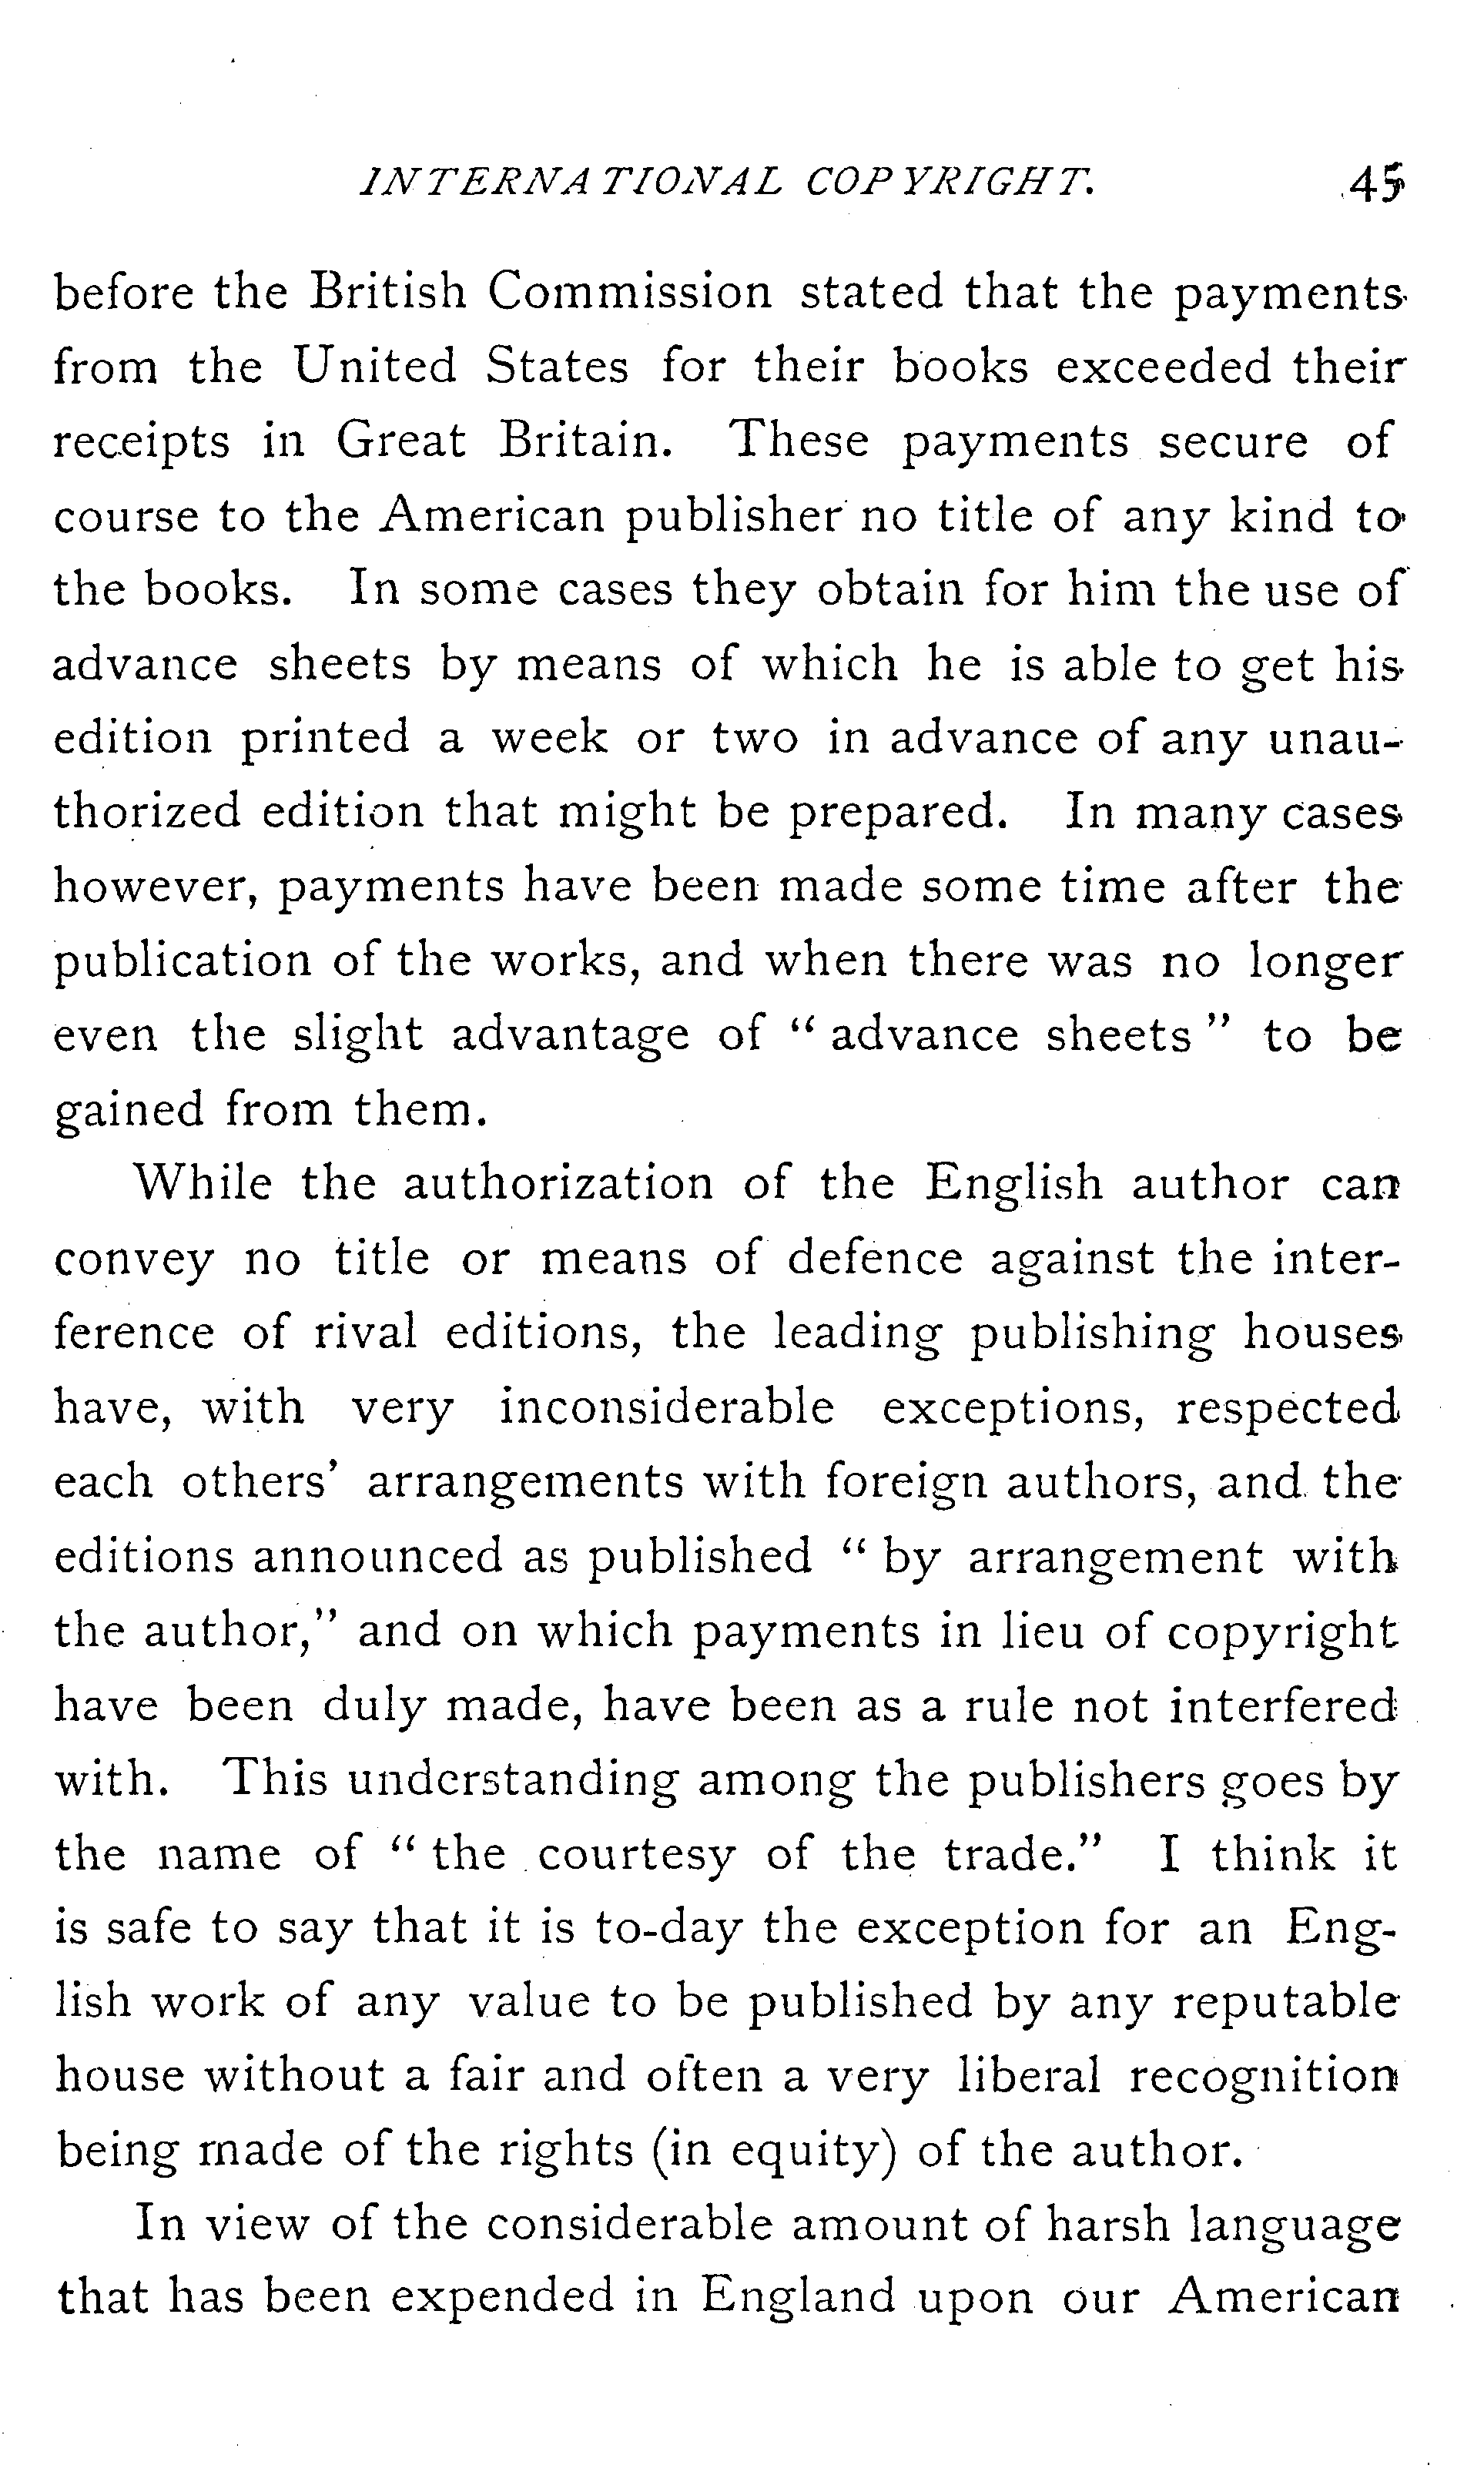 INTERNATIONAL COPYRIGHT. 45
before the British Commission stated that the payments
from the United States for their books exceeded their
receipts in Great Britain. These payments secure of
course to the American publisher no title of any kind to
the books. In some cases they obtain for him the use of
advance sheets by means of which he is able to get his
edition printed a week or two in advance of any unau-
thorized edition that might be prepared. In many cases
however, payments have been made some time after the
publication of the works, and when there was no longer
even the slight advantage of " advance sheets " to be
gained from them.
While the authorization of the English author can
convey no title or means of defence against the inter-
ference of rival editions, the leading publishing houses
have, with very inconsiderable exceptions, respected
each others' arrangements with foreign authors, and the
editions announced as published " by arrangement with
the author," and on which payments in lieu of copyright
have been duly made, have been as a rule not interfered
with. This understanding among the publishers goes by
the name of " the courtesy of the trade." I think it
is safe to say that it is to-day the exception for an Eng-
lish work of any value to be published by any reputable
house without a fair and often a very liberal recognition
being made of the rights (in equity) of the author.
In view of the considerable amount of harsh language
that has been expended in England upon our American